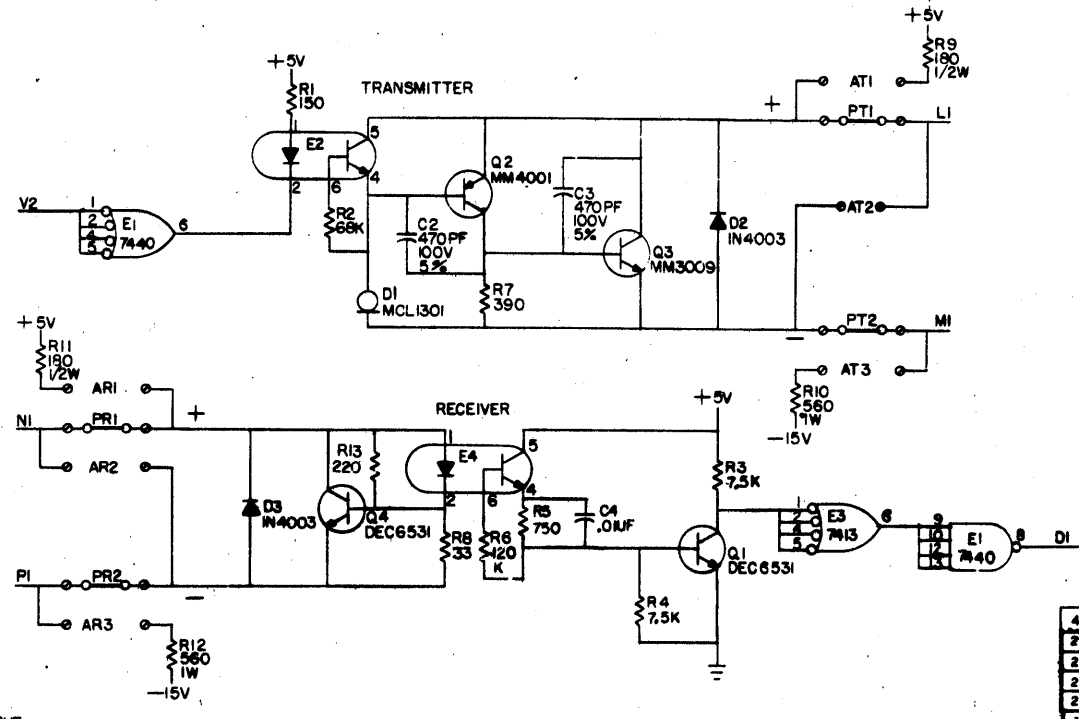 +5V
R9
180
1/2W
+5V
R1
150
TRANSMITTER
AT1
+
PT1
L1
1
5
E2
4
2
6
Q2
MM4001
C3
470PF
100V
5%
V2
1
2
4
5
E1
7440
6
R2
68K
C2
470PF
100V
5%
AT2
D2
IN4003
Q3
MM3009
D1
MCL1301
R7
390
+5V
R11
180
1/2W
PT2
M1
−
AT3
AR1
R10
560
1W
−15V
+5V
N1
PR1
+
RECEIVER
1
5
R13
220
E4
AR2
4
2
6
R3
7.5K
D3
IN4003
Q4
DEC6531
R8
33
R6
120
K
R5
750
C4
.01UF
1
2
4
5
E3
7413
6
9
10
12
13
E1
7440
8
D1
Q1
DEC6531
P1
PR2
−
R4
7.5K
AR3
R12
560
1W
−15V
4
2
2
2
2